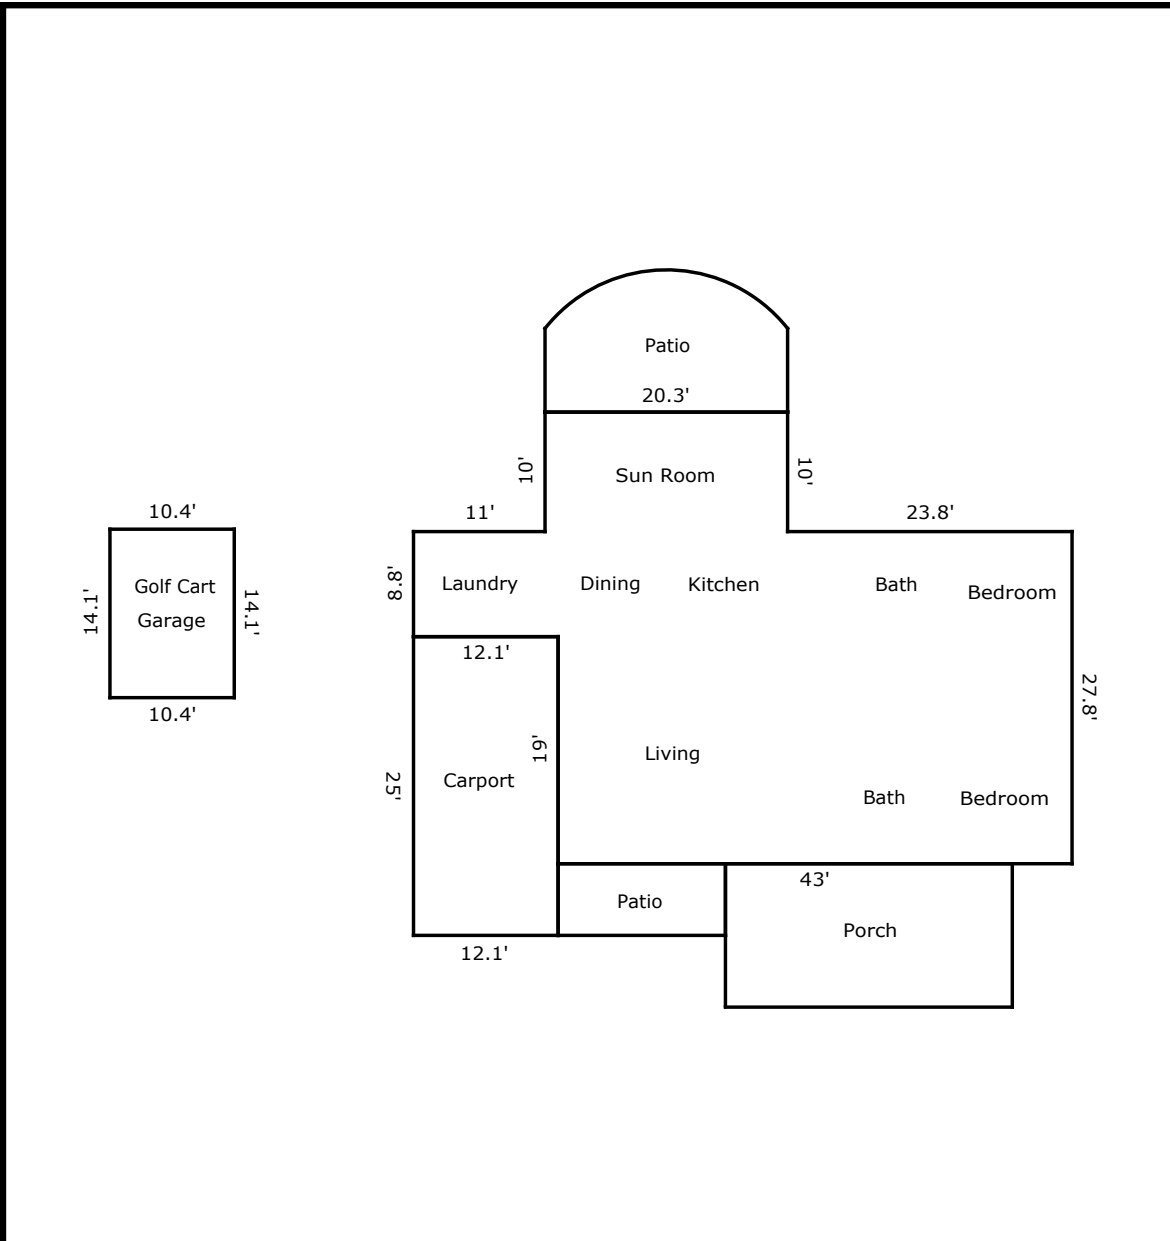 Patio
20.3'
10'
Sun Room
10'
10.4'
11'
23.8'
14.1'
Golf Cart
Garage
14.1'
8.8'
Laundry
Dining
Kitchen
Bath
Bedroom
12.1'
10.4'
27.8'
19'
Living
25'
Carport
Bath
Bedroom
43'
Patio
Porch
12.1'